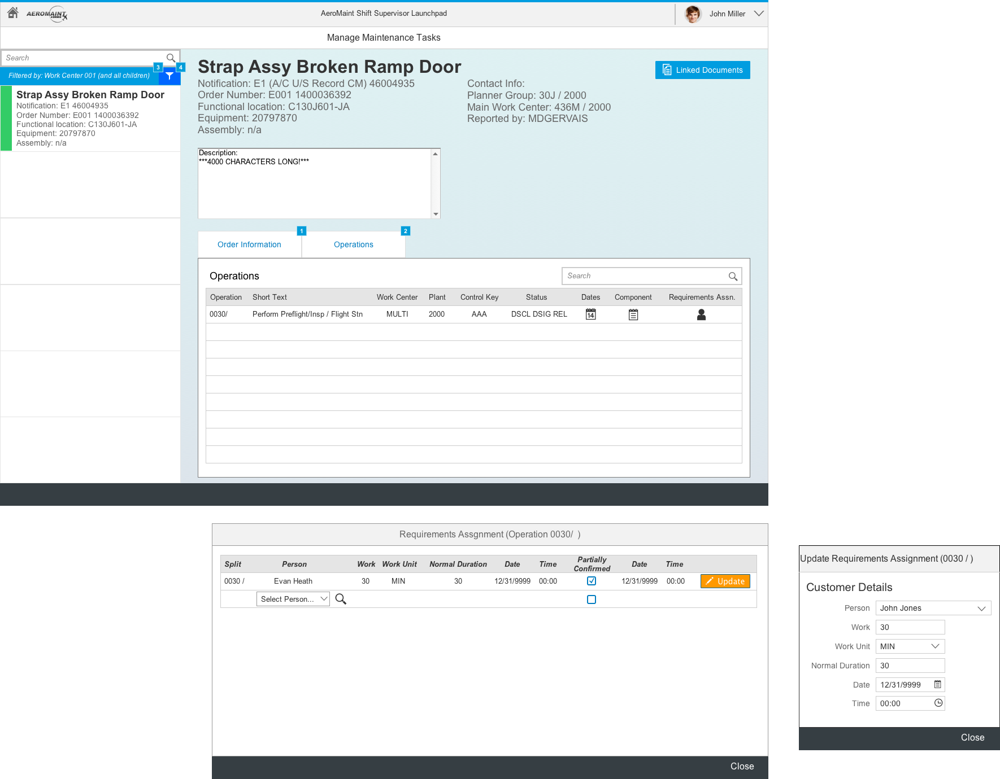 AEROMAINT
AeroMaint Shift Supervisor Launchpad
John Miller
Manage Maintenance Tasks
Search
Filtered by: Work Center 001 (and all children)
3
4
Strap Assy Broken Ramp Door
Notification: E1 46004935
Order Number: E001 1400036392
Functional location: C130J601-JA
Equipment: 20797870
Assembly: n/a
Strap Assy Broken Ramp Door
Notification: E1 (A/C U/S Record CM) 46004935
Order Number: E001 1400036392
Functional location: C130J601-JA
Equipment: 20797870
Assembly: n/a
Contact Info:
Planner Group: 30J / 2000
Main Work Center: 436M / 2000
Reported by: MDGERVAIS
Linked Documents
Description:
***4000 CHARACTERS LONG!***
Order Information
1
Operations
2
Operations
Search
Operation Short Text Work Center Plant Control Key Status Dates Component Requirements Assn.
0030/ Perform Preflight/Insp / Flight Stn MULTI 2000 AAA DSCL DSIG REL 14
Requirements Assgnment (Operation 0030/ )
Split Person Work Work Unit Normal Duration Date Time Partially Confirmed Date Time
0030 / Evan Heath 30 MIN 30 12/31/9999 00:00 12/31/9999 00:00 Update
Select Person...
Close
Update Requirements Assignment (0030 / )
Customer Details
Person John Jones
Work 30
Work Unit MIN
Normal Duration 30
Date 12/31/9999
Time 00:00
Close